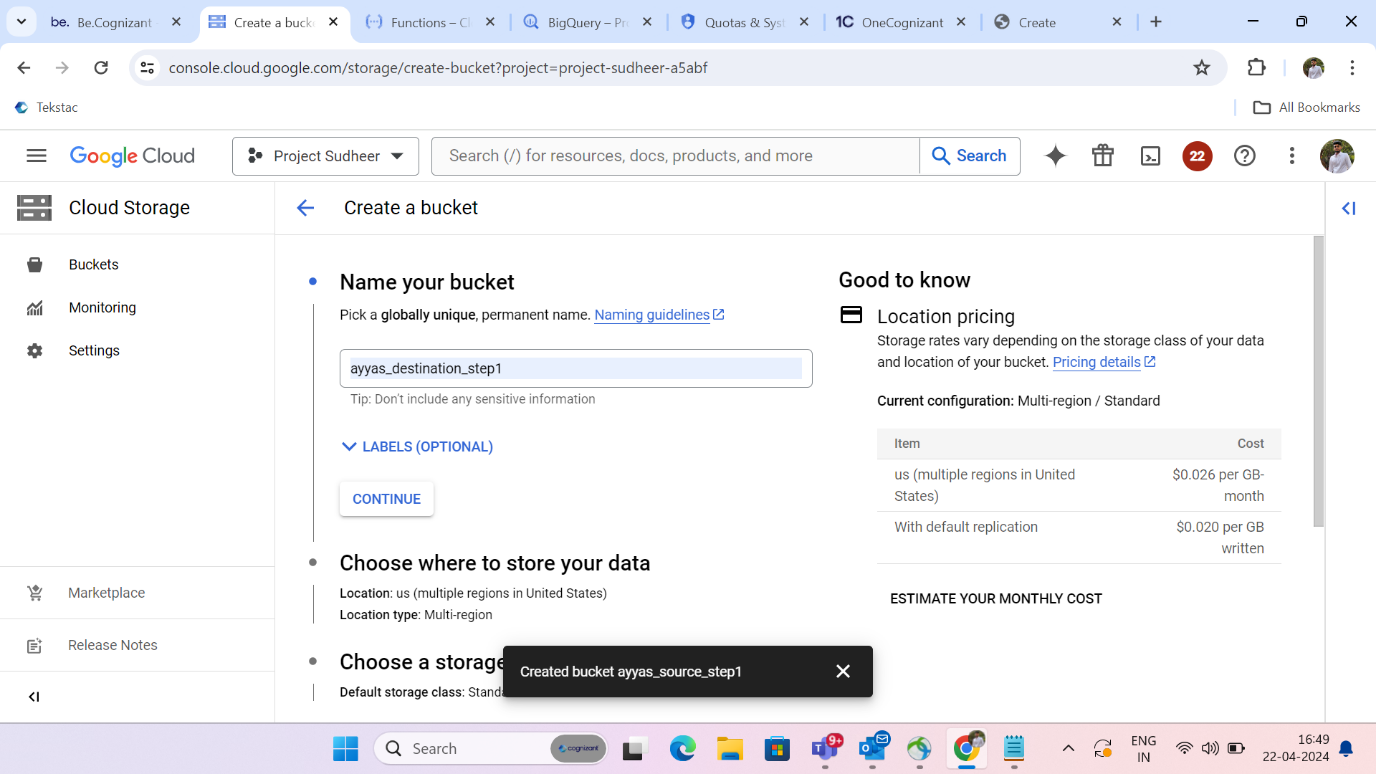 be. Be.Cognizant
Create a bucke
Functions – Cl
BigQuery – Pr
Quotas & Syst
1C OneCognizant
Create
console.cloud.google.com/storage/create-bucket?project=project-sudheer-a5abf
Tekstac
All Bookmarks
Google Cloud
Project Sudheer
Search (/) for resources, docs, products, and more
Search
22
Cloud Storage
Create a bucket
Buckets
Monitoring
Settings
Marketplace
Release Notes
Name your bucket
Pick a globally unique, permanent name. Naming guidelines
ayyas_destination_step1
Tip: Don't include any sensitive information
LABELS (OPTIONAL)
CONTINUE
Choose where to store your data
Location: us (multiple regions in United States)
Location type: Multi-region
Choose a storage
Default storage class: Standa
Good to know
Location pricing
Storage rates vary depending on the storage class of your data
and location of your bucket. Pricing details
Current configuration: Multi-region / Standard
Item Cost
us (multiple regions in United $0.026 per GB-
States) month
With default replication $0.020 per GB
written
ESTIMATE YOUR MONTHLY COST
Created bucket ayyas_source_step1
Search
cognizant
9+
ENG
IN
16:49
22-04-2024